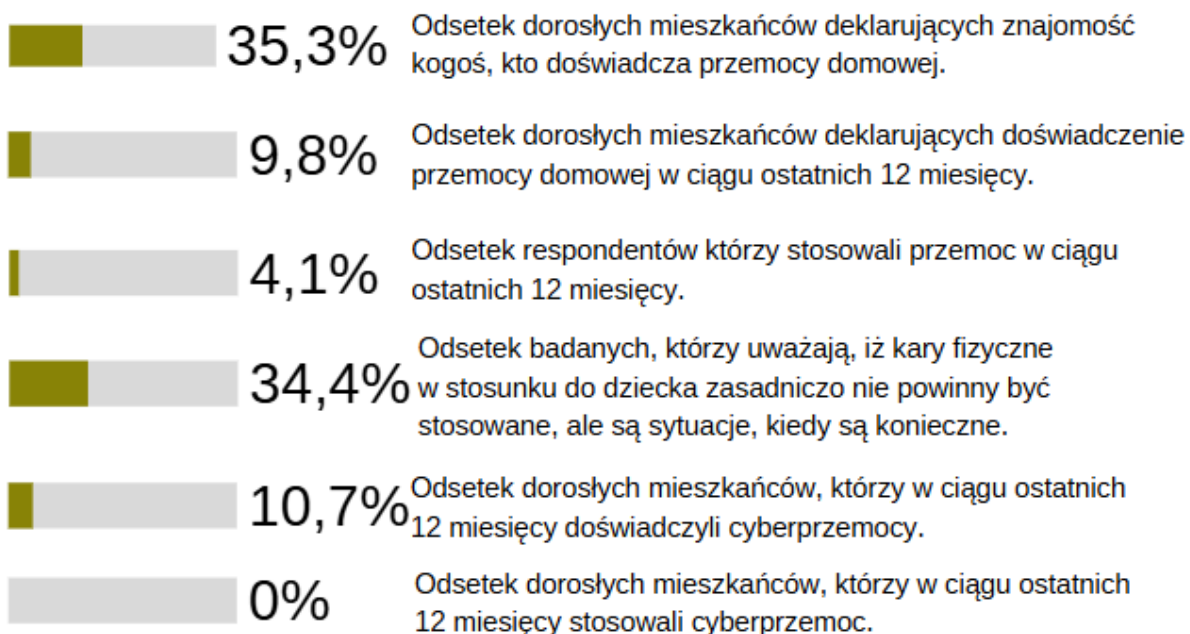 35,3%
Odsetek dorosłych mieszkańców deklarujących znajomość
kogoś, kto doświadcza przemocy domowej.
9,8%
Odsetek dorosłych mieszkańców deklarujących doświadczenie
przemocy domowej w ciągu ostatnich 12 miesięcy.
4,1%
Odsetek respondentów którzy stosowali przemoc w ciągu
ostatnich 12 miesięcy.
34,4%
Odsetek badanych, którzy uważają, iż kary fizyczne
w stosunku do dziecka zasadniczo nie powinny być
stosowane, ale są sytuacje, kiedy są konieczne.
10,7%
Odsetek dorosłych mieszkańców, którzy w ciągu ostatnich
12 miesięcy doświadczyli cyberprzemocy.
0%
Odsetek dorosłych mieszkańców, którzy w ciągu ostatnich
12 miesięcy stosowali cyberprzemoc.